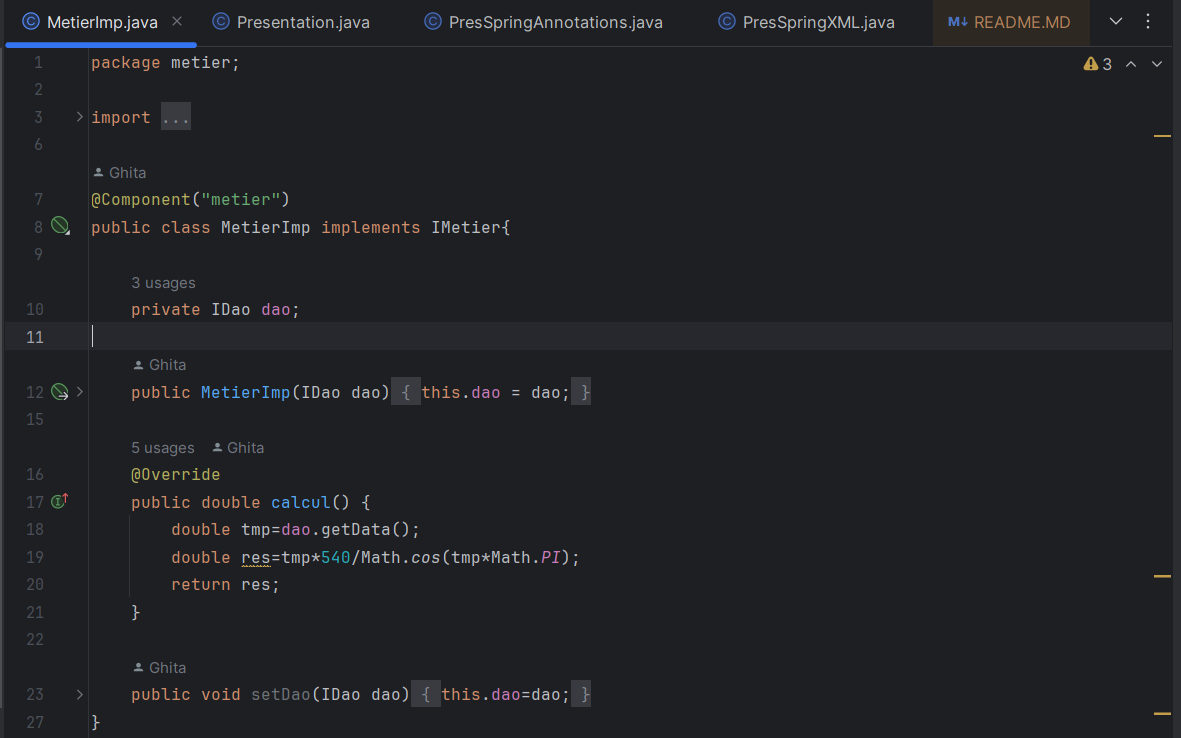 MetierImp.java Presentation.java PresSpringAnnotations.java PresSpringXML.java M↓ README.MD
1 package metier;
3
2
3 import ...
6
Ghita
7 @Component("metier")
8 public class MetierImp implements IMetier{
9
3 usages
10 private IDao dao;
11
Ghita
12 public MetierImp(IDao dao) { this.dao = dao; }
15
5 usages Ghita
16 @Override
17 public double calcul() {
18 double tmp=dao.getData();
19 double res=tmp*540/Math.cos(tmp*Math.PI);
20 return res;
21 }
22
Ghita
23 public void setDao(IDao dao) { this.dao=dao; }
27 }